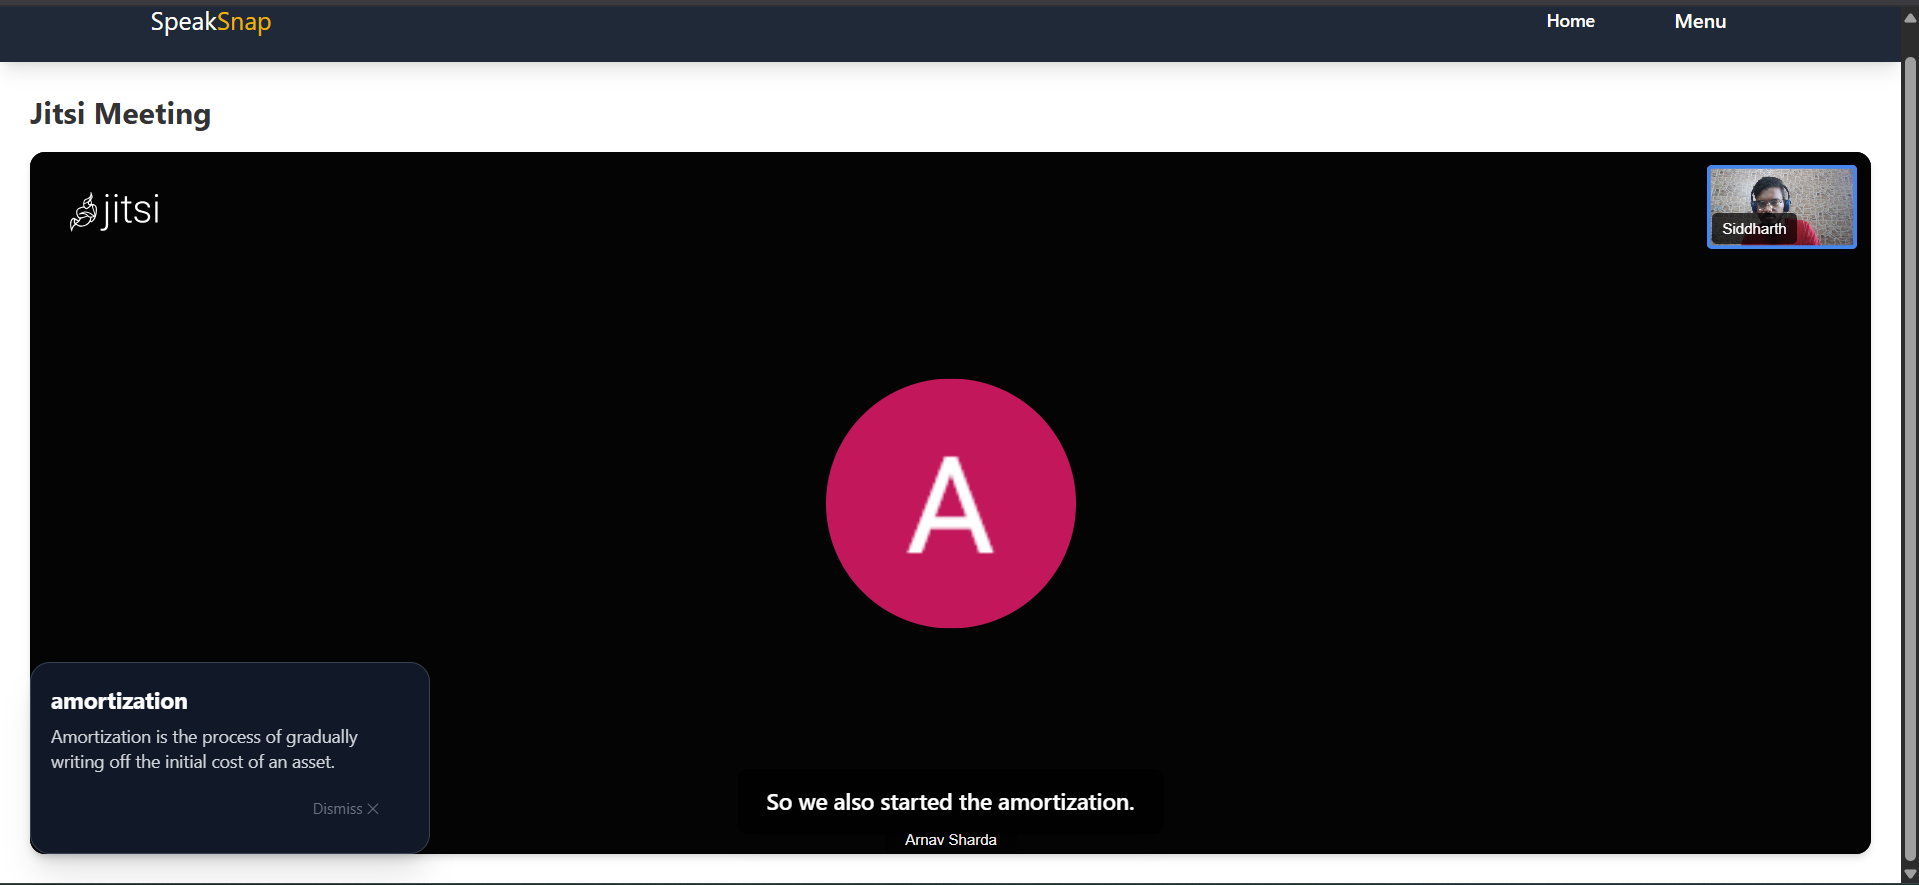 SpeakSnap
Home
Menu
Jitsi Meeting
jitsi
Siddharth
A
amortization
Amortization is the process of gradually
writing off the initial cost of an asset.
Dismiss
So we also started the amortization.
Arnav Sharda